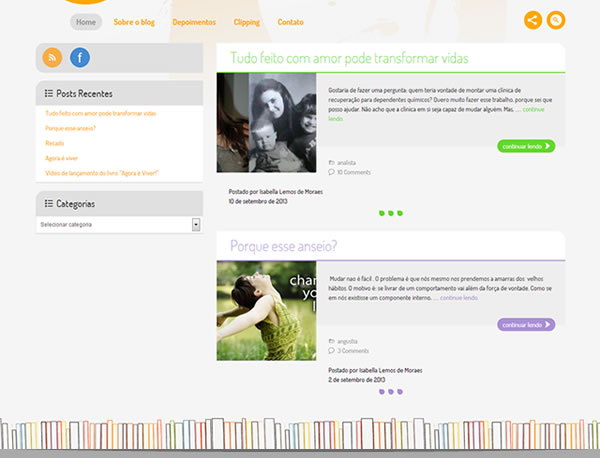 Home Sobre o blog Depoimentos Clipping Contato
Posts Recentes
Tudo feito com amor pode transformar vidas
Porque esse anseio?
Recado
Agora é viver
Vídeo de lançamento do livro "Agora é Viver!"
Categorias
Selecionar categoria
Tudo feito com amor pode transformar vidas
Gostaria de fazer uma pergunta: quem teria vontade de montar uma clínica de
recuperação para dependentes químicos? Quero muito fazer esse trabalho, porque sei que
posso ajudar. Não acho que a clínica em si seja capaz de mudar alguém. Mas, … continue
lendo
continuar lendo
analista
10 Comments
Postado por Isabella Lemos de Moraes
10 de setembro de 2013
Porque esse anseio?
chan
yo
l
Mudar nao é fácil . O problema é que nós mesmo nos prendemos a amarras dos velhos
hábitos. O motivo é: se livrar de um comportamento vai além da força de vontade. Como se
em nós existisse um componente interno, … continue lendo
continuar lendo
angustia
3 Comments
Postado por Isabella Lemos de Moraes
2 de setembro de 2013